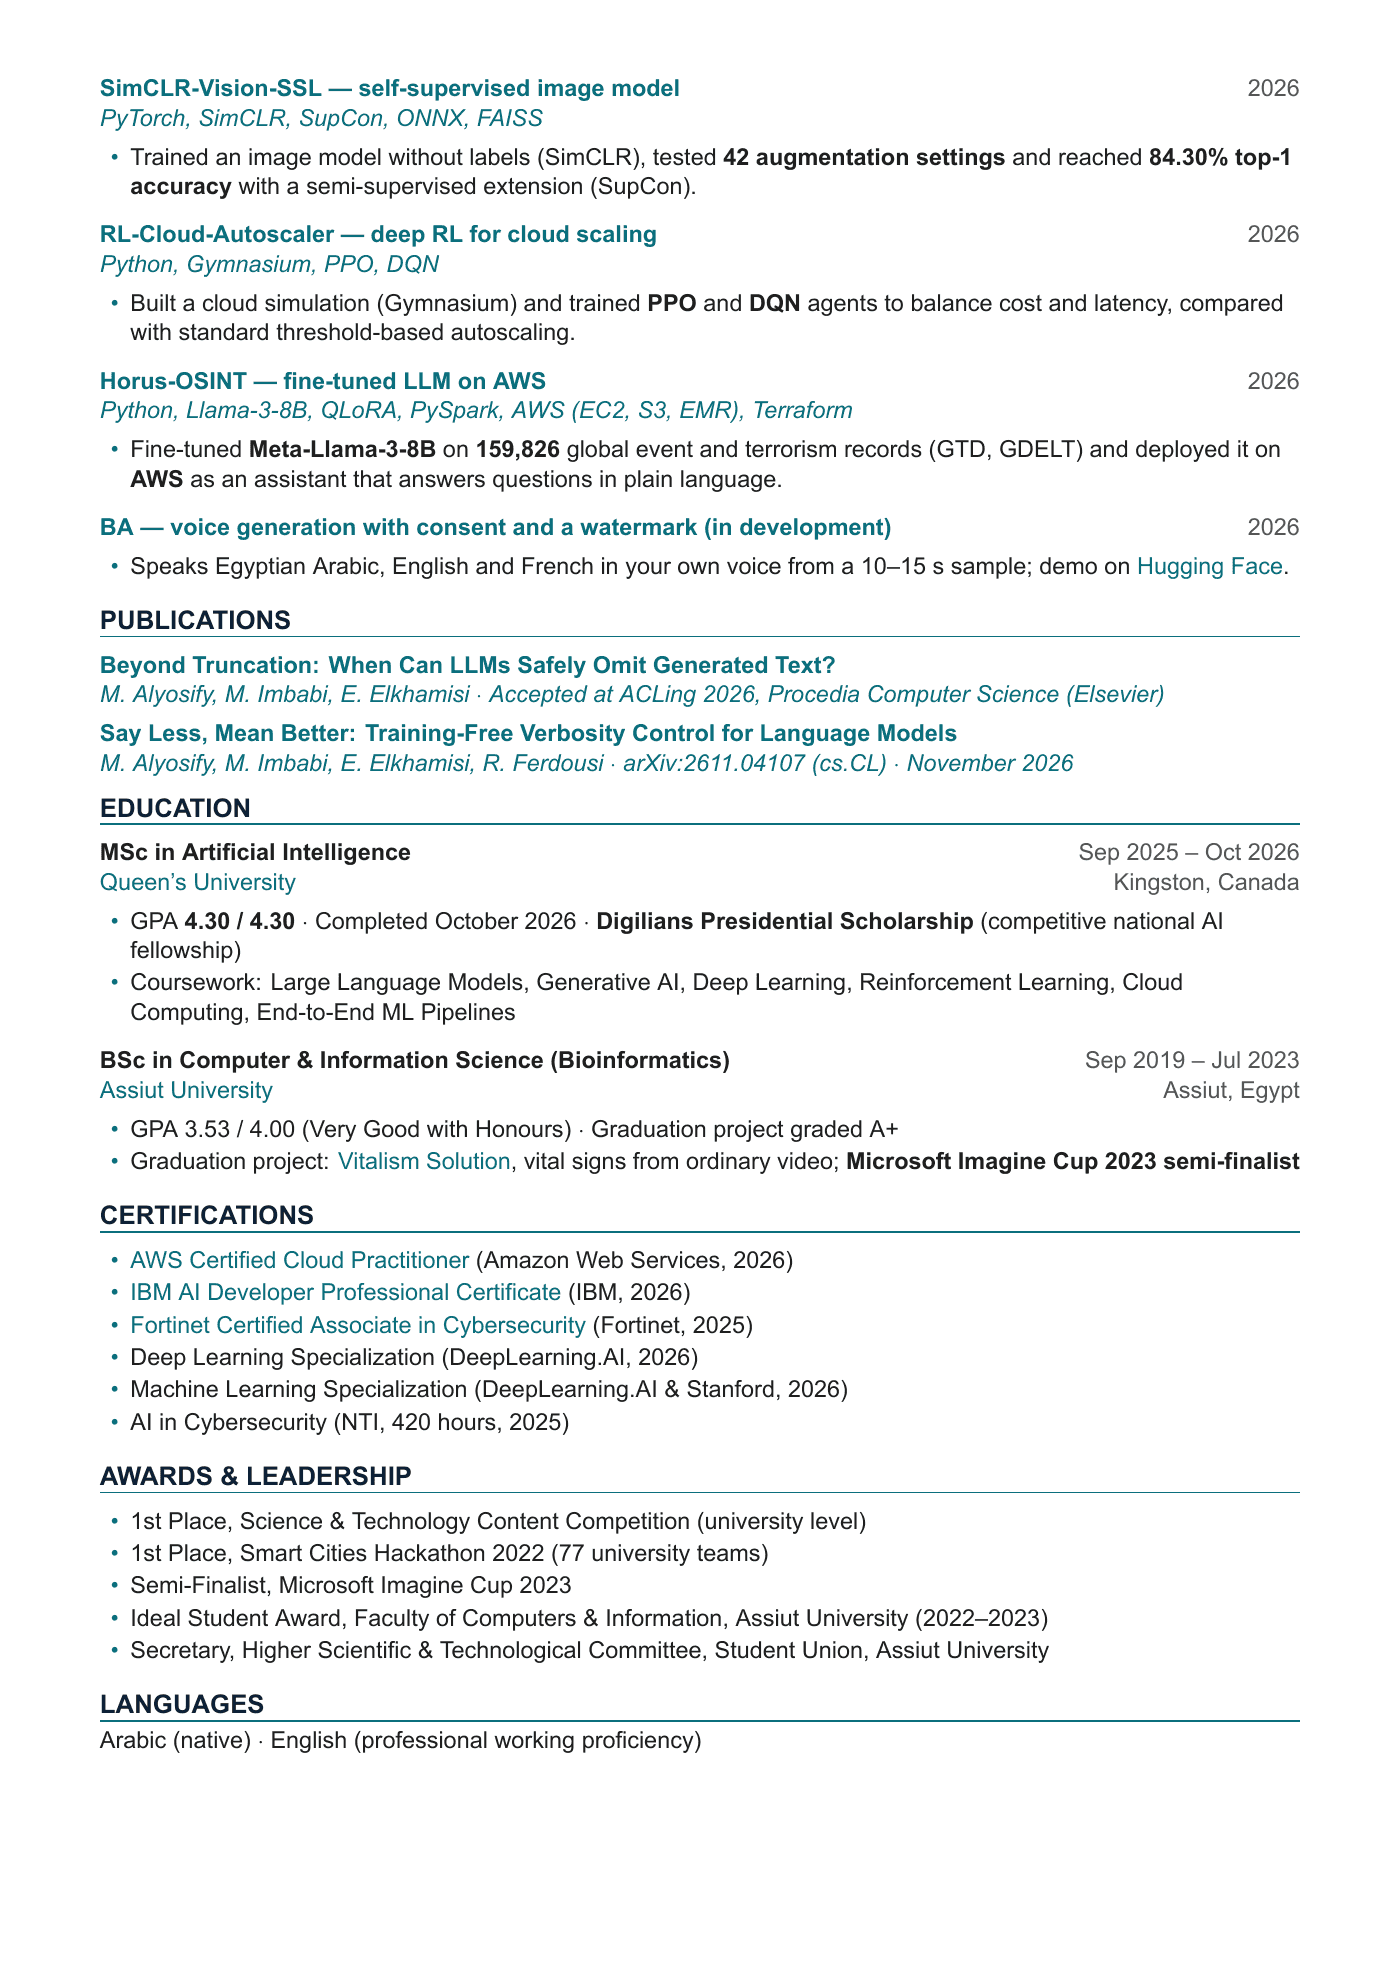 SimCLR-Vision-SSL — self-supervised image model 2026
PyTorch, SimCLR, SupCon, ONNX, FAISS
• Trained an image model without labels (SimCLR), tested 42 augmentation settings and reached 84.30% top-1
accuracy with a semi-supervised extension (SupCon).
RL-Cloud-Autoscaler — deep RL for cloud scaling 2026
Python, Gymnasium, PPO, DQN
• Built a cloud simulation (Gymnasium) and trained PPO and DQN agents to balance cost and latency, compared
with standard threshold-based autoscaling.
Horus-OSINT — fine-tuned LLM on AWS 2026
Python, Llama-3-8B, QLoRA, PySpark, AWS (EC2, S3, EMR), Terraform
• Fine-tuned Meta-Llama-3-8B on 159,826 global event and terrorism records (GTD, GDELT) and deployed it on
AWS as an assistant that answers questions in plain language.
BA — voice generation with consent and a watermark (in development) 2026
• Speaks Egyptian Arabic, English and French in your own voice from a 10–15 s sample; demo on Hugging Face.
PUBLICATIONS
Beyond Truncation: When Can LLMs Safely Omit Generated Text?
M. Alyosify, M. Imbabi, E. Elkhamisi · Accepted at ACLing 2026, Procedia Computer Science (Elsevier)
Say Less, Mean Better: Training-Free Verbosity Control for Language Models
M. Alyosify, M. Imbabi, E. Elkhamisi, R. Ferdousi · arXiv:2611.04107 (cs.CL) · November 2026
EDUCATION
MSc in Artificial Intelligence Sep 2025 – Oct 2026
Queen’s University Kingston, Canada
• GPA 4.30 / 4.30 · Completed October 2026 · Digilians Presidential Scholarship (competitive national AI
fellowship)
• Coursework: Large Language Models, Generative AI, Deep Learning, Reinforcement Learning, Cloud
Computing, End-to-End ML Pipelines
BSc in Computer & Information Science (Bioinformatics) Sep 2019 – Jul 2023
Assiut University Assiut, Egypt
• GPA 3.53 / 4.00 (Very Good with Honours) · Graduation project graded A+
• Graduation project: Vitalism Solution, vital signs from ordinary video; Microsoft Imagine Cup 2023 semi-finalist
CERTIFICATIONS
• AWS Certified Cloud Practitioner (Amazon Web Services, 2026)
• IBM AI Developer Professional Certificate (IBM, 2026)
• Fortinet Certified Associate in Cybersecurity (Fortinet, 2025)
• Deep Learning Specialization (DeepLearning.AI, 2026)
• Machine Learning Specialization (DeepLearning.AI & Stanford, 2026)
• AI in Cybersecurity (NTI, 420 hours, 2025)
AWARDS & LEADERSHIP
• 1st Place, Science & Technology Content Competition (university level)
• 1st Place, Smart Cities Hackathon 2022 (77 university teams)
• Semi-Finalist, Microsoft Imagine Cup 2023
• Ideal Student Award, Faculty of Computers & Information, Assiut University (2022–2023)
• Secretary, Higher Scientific & Technological Committee, Student Union, Assiut University
LANGUAGES
Arabic (native) · English (professional working proficiency)